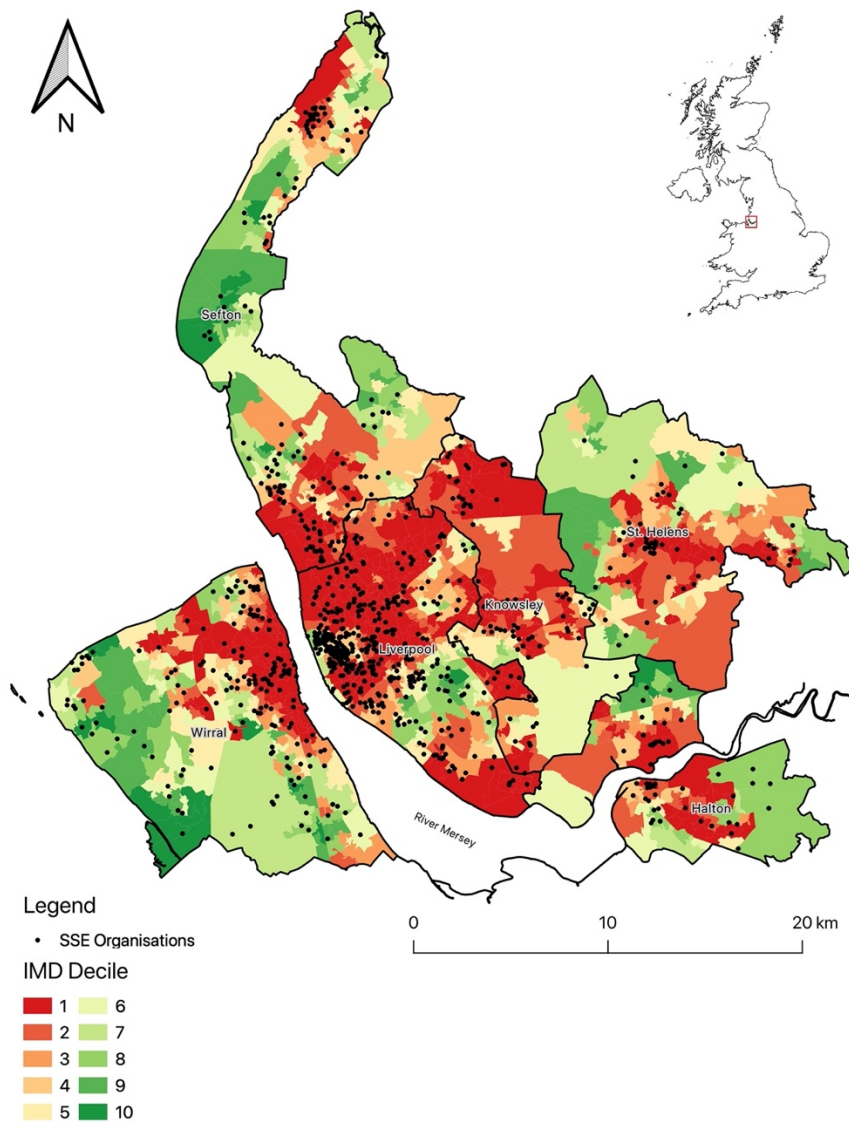 N
Sefton
St. Helens
Knowsley
Liverpool
Wirral
Halton
River Mersey
Legend
SSE Organisations
IMD Decile
1 6
2 7
3 8
4 9
5 10
0 10 20 km